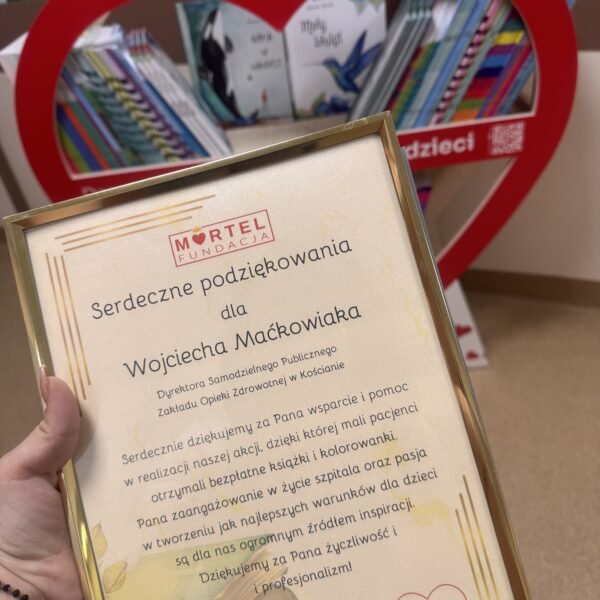 Mały
dzieci
MORTEL
FUNDACJA
Serdeczne podziękowania
dla
Wojciecha Maćkowiaka
Dyrektora Samodzielnego Publicznego
Zakładu Opieki Zdrowotnej w Kościanie
Serdecznie dziękujemy za Pana wsparcie i pomoc
w realizacji naszej akcji, dzięki której mali pacjenci
otrzymali bezpłatne książki i kolorowanki.
Pana zaangażowanie w życie szpitala oraz pasja
w tworzeniu jak najlepszych warunków dla dzieci
są dla nas ogromnym źródłem inspiracji.
Dziękujemy za Pana życzliwość i
i profesjonalizm!